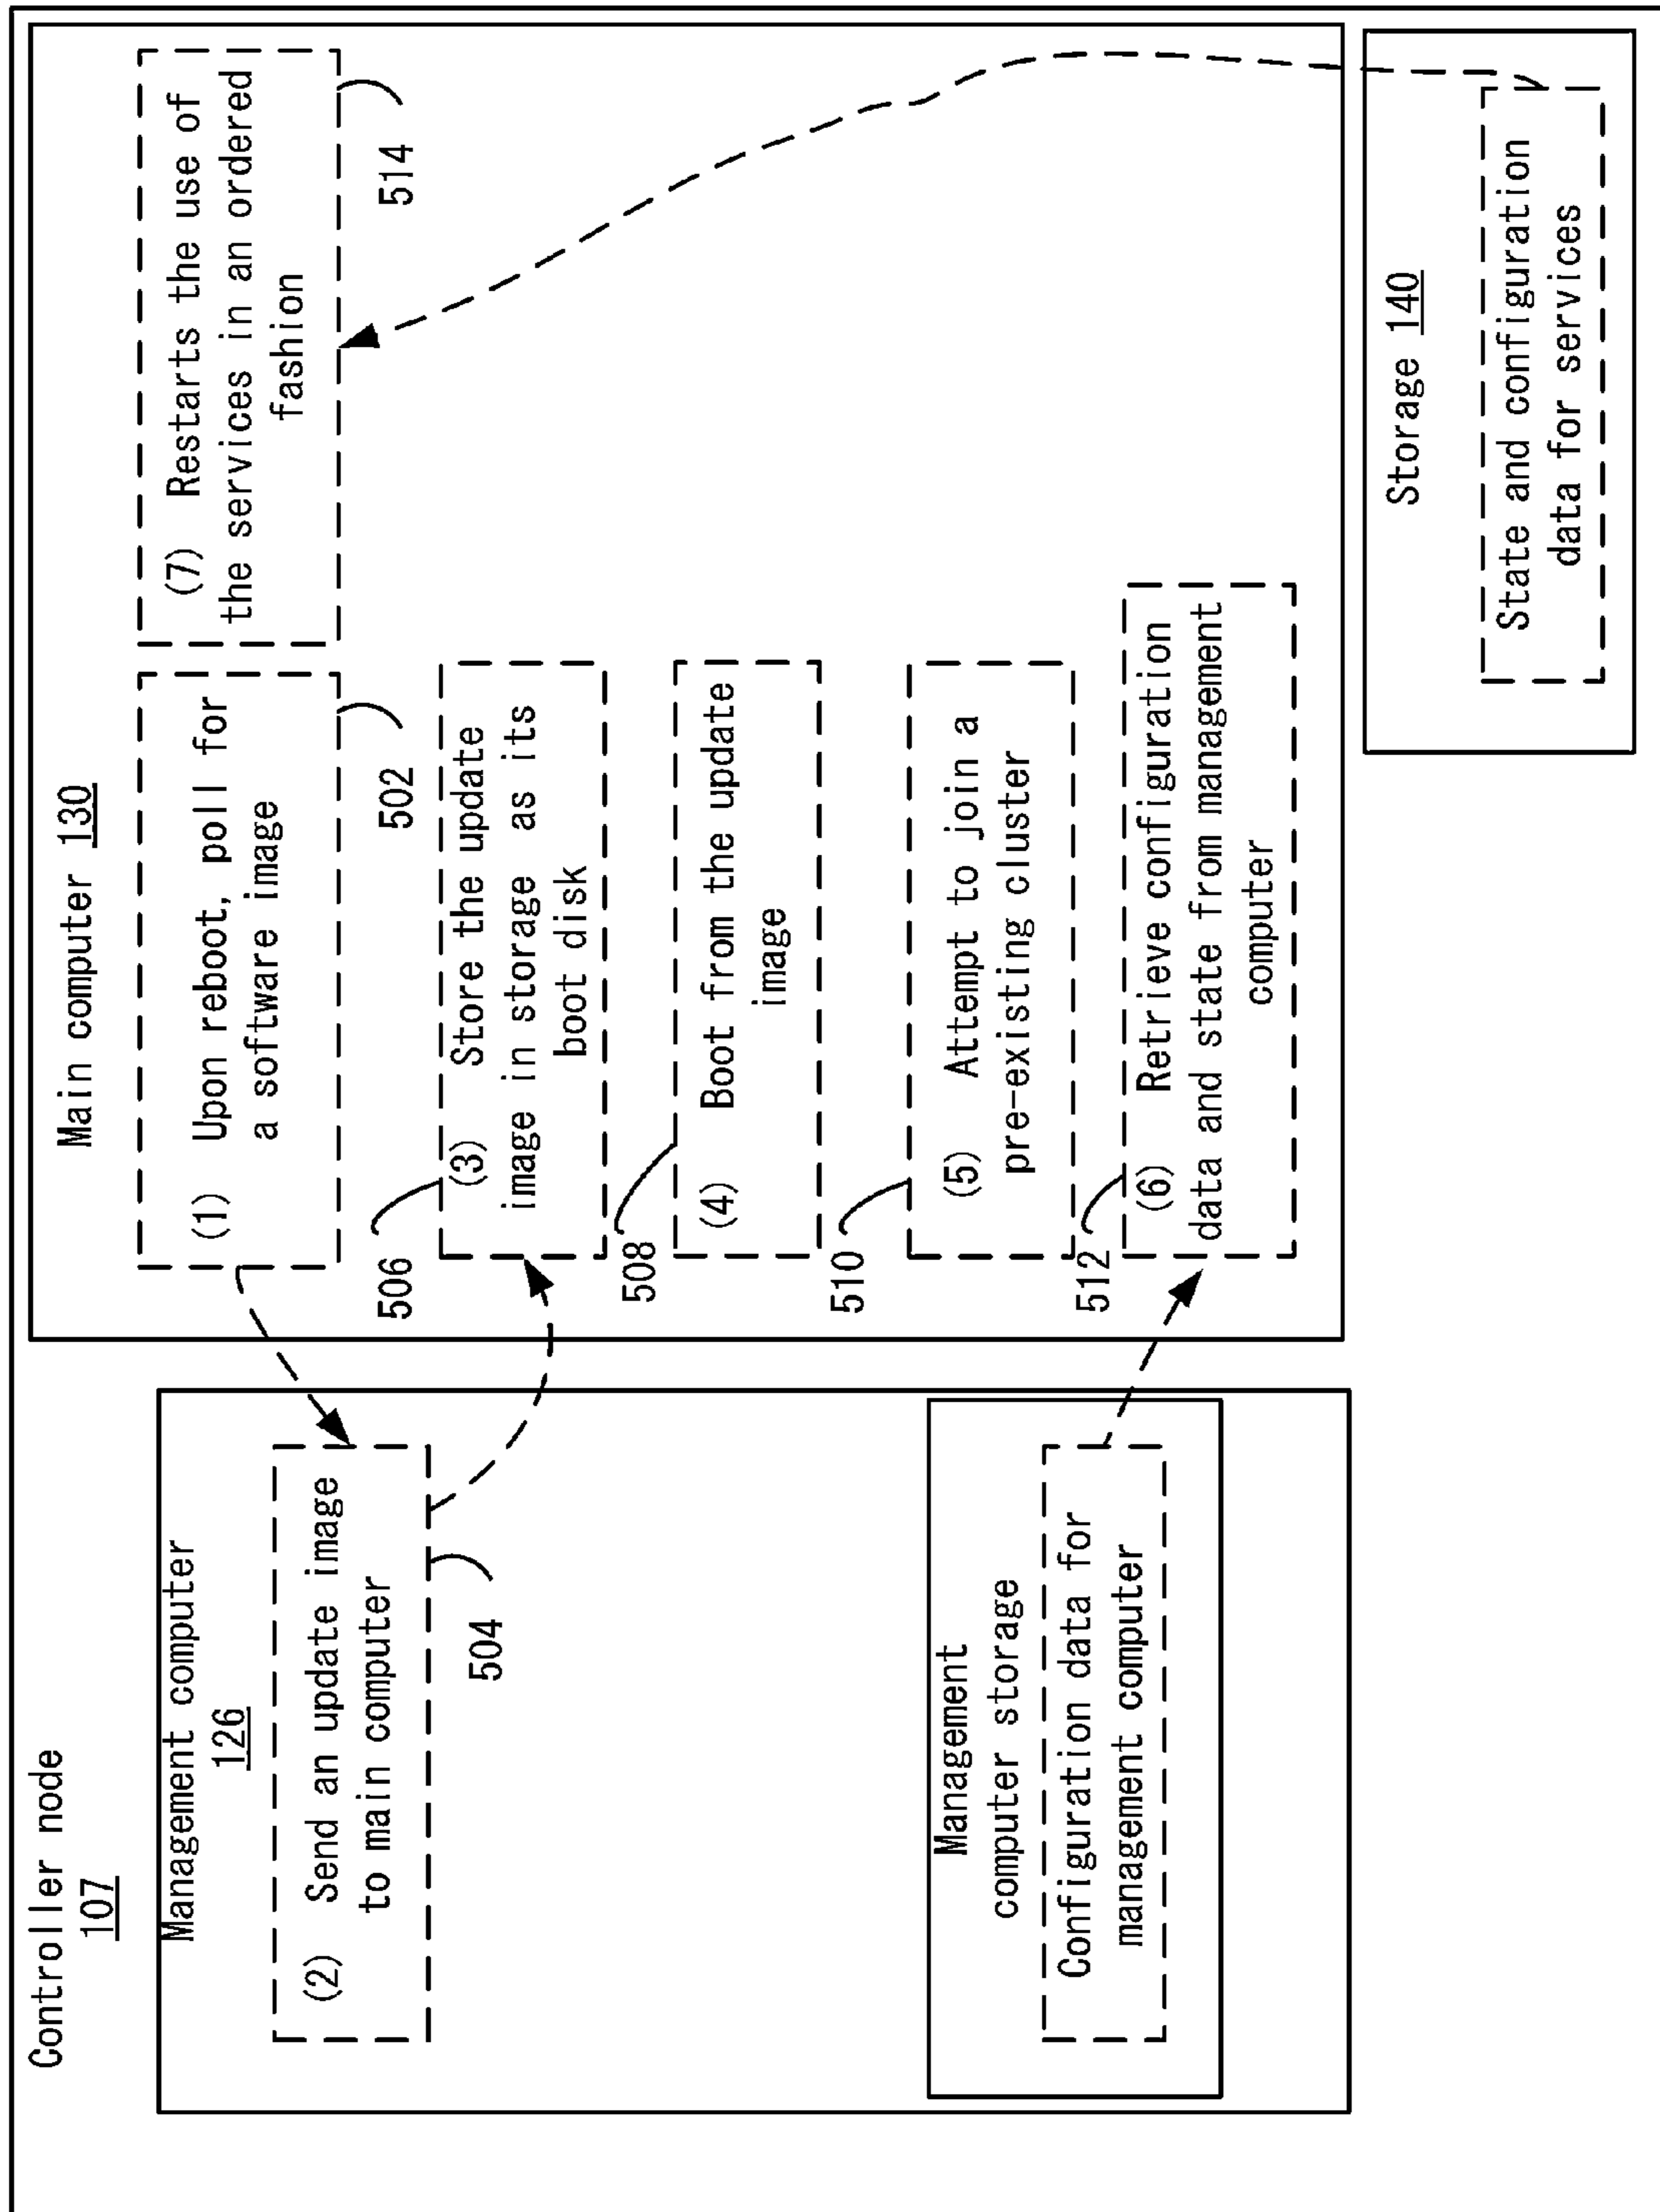 Controller node
107
Management computer
126
(2) Send an update image
to main computer
504
Management
computer storage
Configuration data for
management computer
Main computer 130
(1) Upon reboot, poll for
a software image
502
506
(3) Store the update
image in storage as its
boot disk
508
(4) Boot from the update
image
510
(5) Attempt to join a
pre-existing cluster
512
(6) Retrieve configuration
data and state from management
computer
(7) Restarts the use of
the services in an ordered
fashion
514
Storage 140
State and configuration
data for services